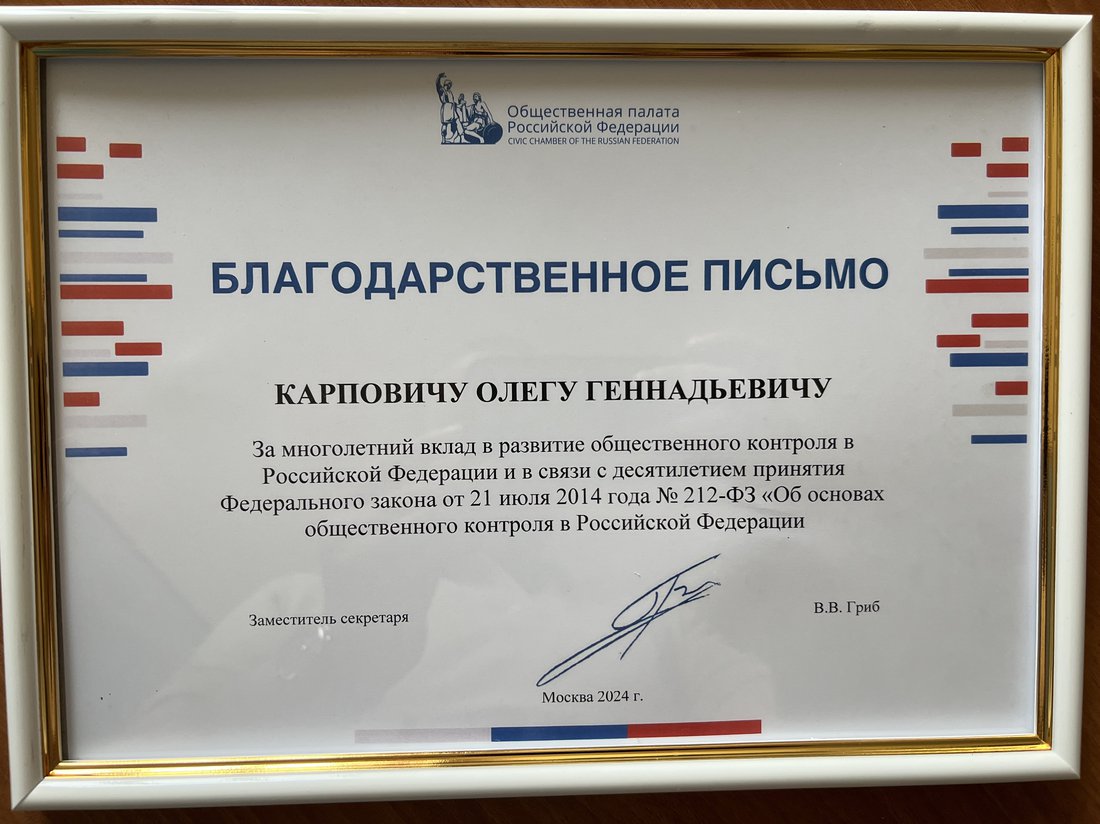 Общественная палата
Российской Федерации
CIVIC CHAMBER OF THE RUSSIAN FEDERATION
БЛАГОДАРСТВЕННОЕ ПИСЬМО
КАРПОВИЧУ ОЛЕГУ ГЕННАДЬЕВИЧУ
За многолетний вклад в развитие общественного контроля в
Российской Федерации и в связи с десятилетием принятия
Федерального закона от 21 июля 2014 года № 212-ФЗ «Об основах
общественного контроля в Российской Федерации
Заместитель секретаря
В.В. Гриб
Москва 2024 г.